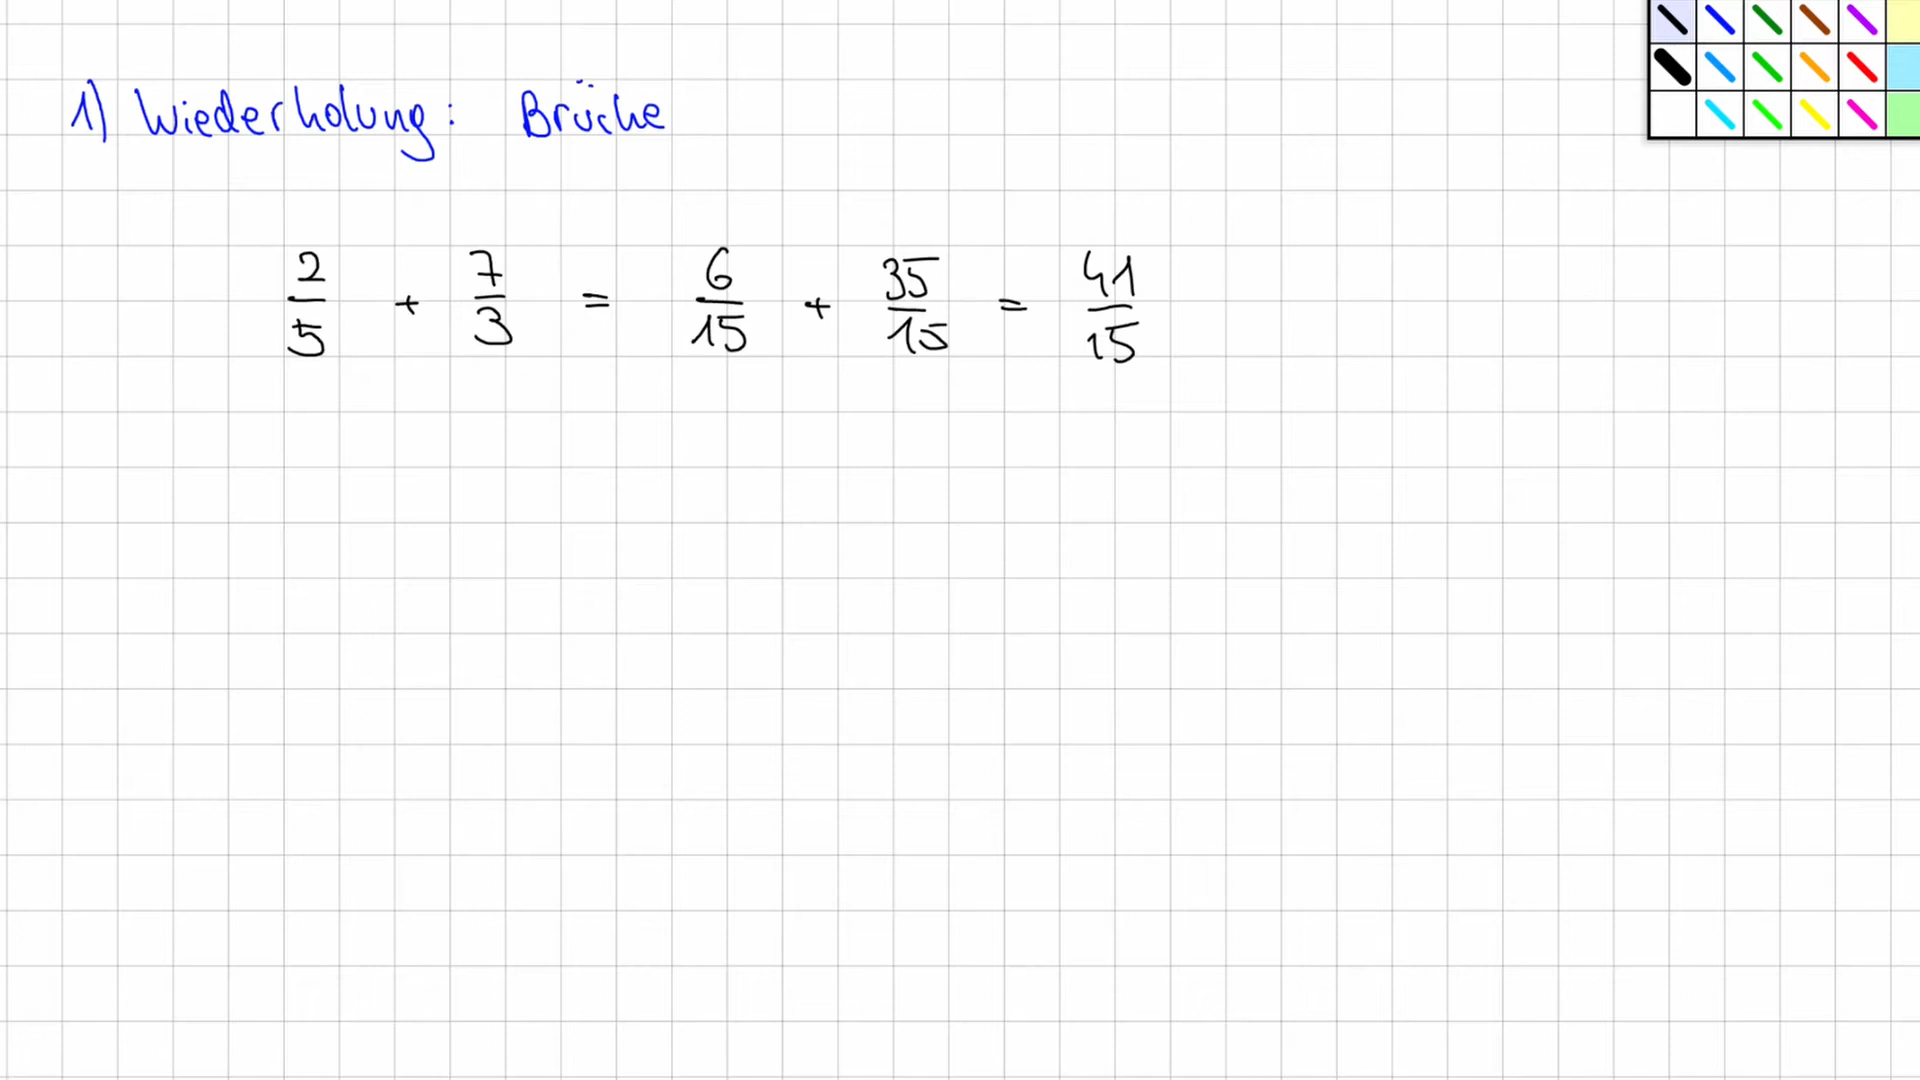 1) Wiederholung: Brüche
2/5 + 7/3 = 6/15 + 35/15 = 41/15